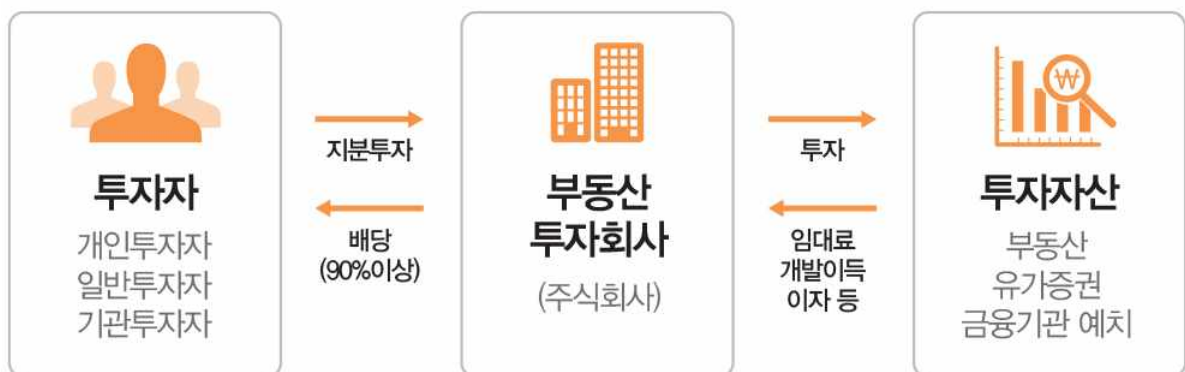 투자자
개인투자자
일반투자자
기관투자자
지분투자
배당
(90%이상)
부동산
투자회사
(주식회사)
투자
임대료
개발이득
이자 등
₩
투자자산
부동산
유가증권
금융기관 예치